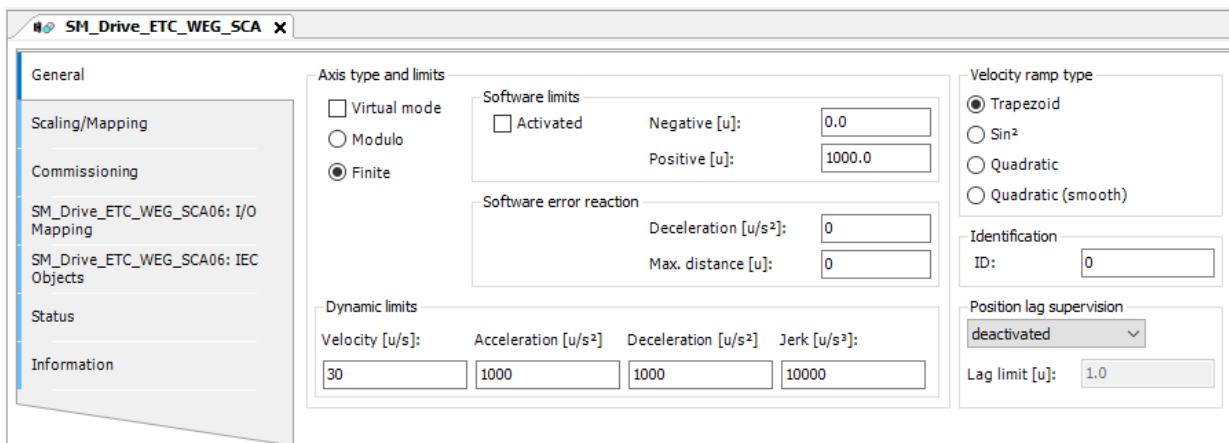 SM_Drive_ETC_WEG_SCA X
General
Scaling/Mapping
Commissioning
SM_Drive_ETC_WEG_SCA06: I/O
Mapping
SM_Drive_ETC_WEG_SCA06: IEC
Objects
Status
Information
Axis type and limits
Virtual mode
Modulo
Finite
Software limits
Activated
Negative [u]: 0.0
Positive [u]: 1000.0
Software error reaction
Deceleration [u/s²]: 0
Max. distance [u]: 0
Dynamic limits
Velocity [u/s]: Acceleration [u/s²] Deceleration [u/s²] Jerk [u/s³]:
30 1000 1000 10000
Velocity ramp type
Trapezoid
Sin²
Quadratic
Quadratic (smooth)
Identification
ID: 0
Position lag supervision
deactivated
Lag limit [u]: 1.0